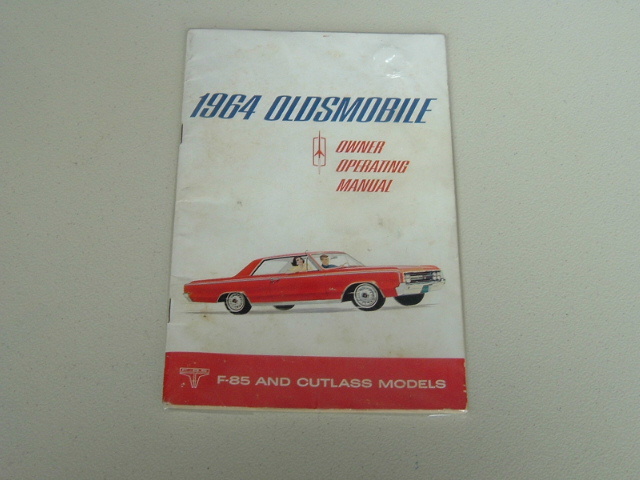 1964 OLDSMOBILE
OWNER
OPERATING
MANUAL
F-85 AND CUTLASS MODELS